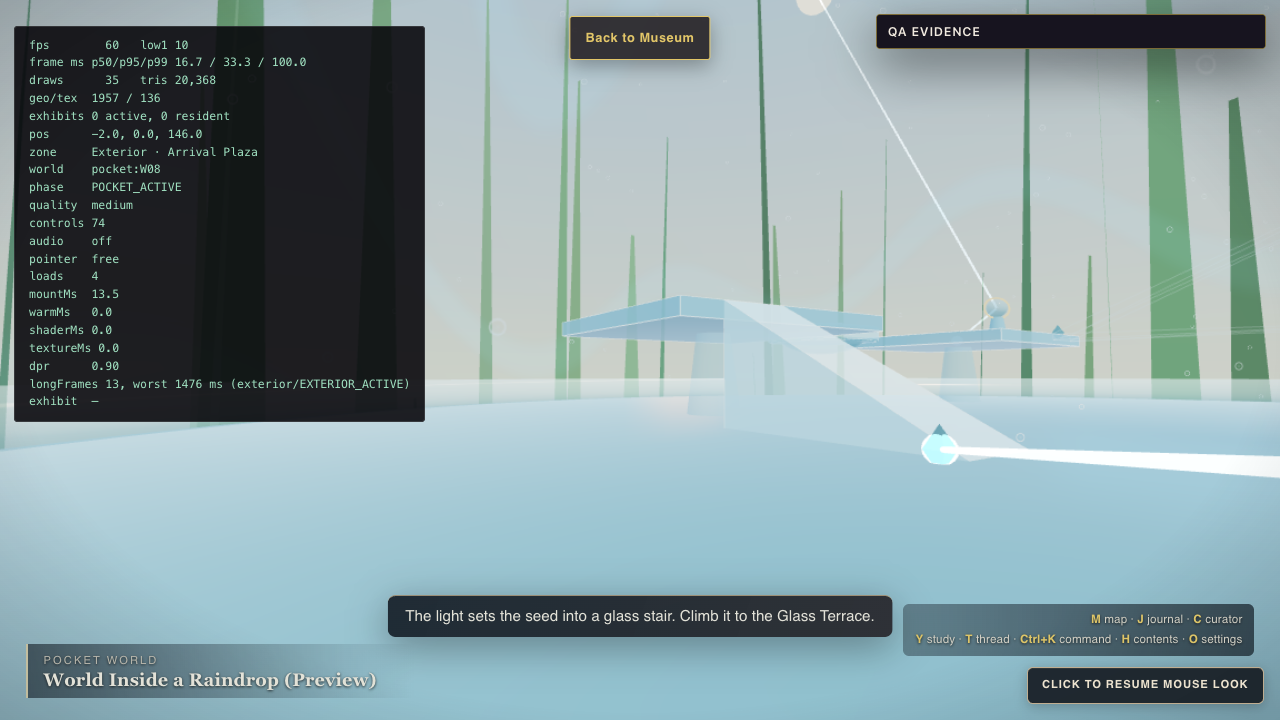 fps 60 low1 10
frame ms p50/p95/p99 16.7 / 33.3 / 100.0
draws 35 tris 20,368
geo/tex 1957 / 136
exhibits 0 active, 0 resident
pos −2.0, 0.0, 146.0
zone Exterior · Arrival Plaza
world pocket:W08
phase POCKET_ACTIVE
quality medium
controls 74
audio off
pointer free
loads 4
mountMs 13.5
warmMs 0.0
shaderMs 0.0
textureMs 0.0
dpr 0.90
longFrames 13, worst 1476 ms (exterior/EXTERIOR_ACTIVE)
exhibit —
Back to Museum
QA EVIDENCE
The light sets the seed into a glass stair. Climb it to the Glass Terrace.
M map · J journal · C curator
Y study · T thread · Ctrl+K command · H contents · O settings
POCKET WORLD
World Inside a Raindrop (Preview)
CLICK TO RESUME MOUSE LOOK